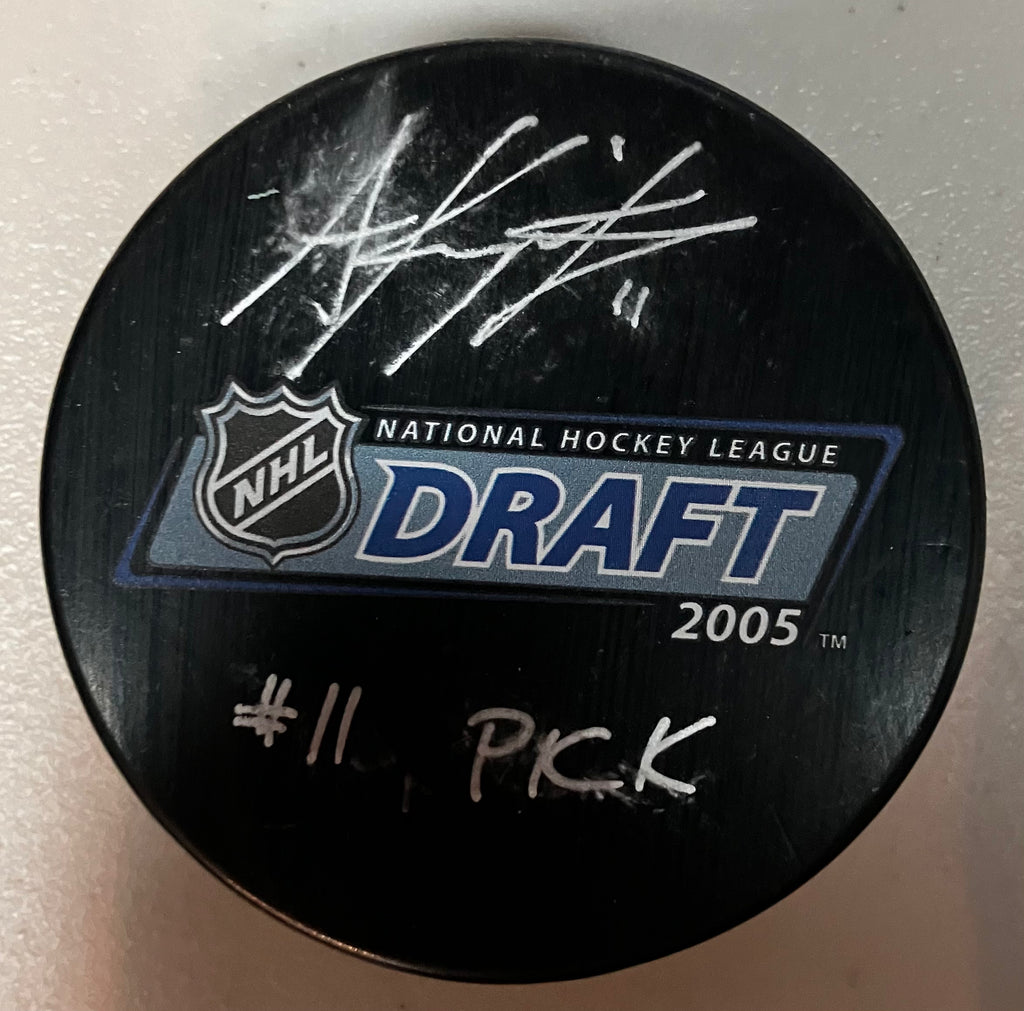 11
NHL
NATIONAL HOCKEY LEAGUE
DRAFT
2005 TM
#11 PICK